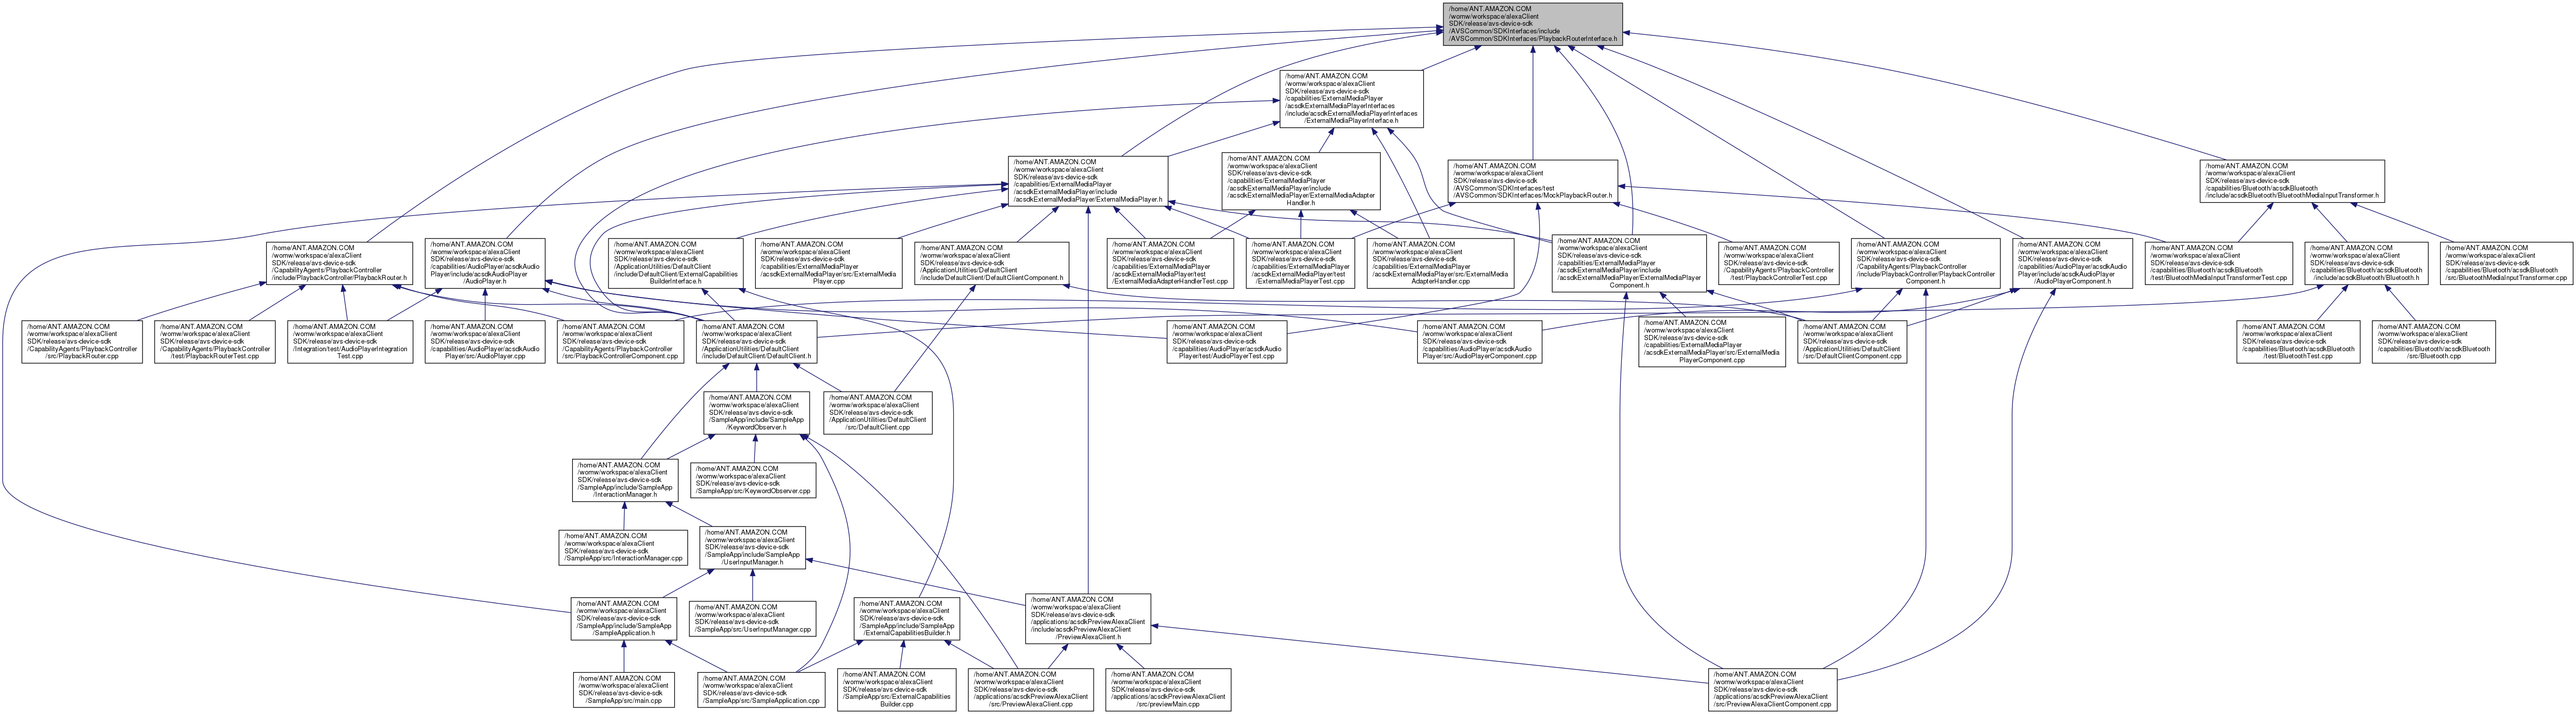 /home/ANT.AMAZON.COM
/womw/workspace/alexaClient
SDK/release/avs-device-sdk
/AVSCommon/SDKInterfaces/include
/AVSCommon/SDKInterfaces/PlaybackRouterInterface.h
/home/ANT.AMAZON.COM
/womw/workspace/alexaClient
SDK/release/avs-device-sdk
/capabilities/ExternalMediaPlayer
/acsdkExternalMediaPlayerInterfaces
/include/acsdkExternalMediaPlayerInterfaces
/ExternalMediaPlayerInterface.h
/home/ANT.AMAZON.COM
/womw/workspace/alexaClient
SDK/release/avs-device-sdk
/capabilities/ExternalMediaPlayer
/acsdkExternalMediaPlayer/include
/acsdkExternalMediaPlayer/ExternalMediaPlayer.h
/home/ANT.AMAZON.COM
/womw/workspace/alexaClient
SDK/release/avs-device-sdk
/capabilities/ExternalMediaPlayer
/acsdkExternalMediaPlayer/include
/acsdkExternalMediaPlayer/ExternalMediaAdapter
Handler.h
/home/ANT.AMAZON.COM
/womw/workspace/alexaClient
SDK/release/avs-device-sdk
/AVSCommon/SDKInterfaces/test
/AVSCommon/SDKInterfaces/MockPlaybackRouter.h
/home/ANT.AMAZON.COM
/womw/workspace/alexaClient
SDK/release/avs-device-sdk
/capabilities/Bluetooth/acsdkBluetooth
/include/acsdkBluetooth/BluetoothMediaInputTransformer.h
/home/ANT.AMAZON.COM
/womw/workspace/alexaClient
SDK/release/avs-device-sdk
/CapabilityAgents/PlaybackController
/include/PlaybackController/PlaybackRouter.h
/home/ANT.AMAZON.COM
/womw/workspace/alexaClient
SDK/release/avs-device-sdk
/capabilities/AudioPlayer/acsdkAudio
Player/include/acsdkAudioPlayer
/AudioPlayer.h
/home/ANT.AMAZON.COM
/womw/workspace/alexaClient
SDK/release/avs-device-sdk
/ApplicationUtilities/DefaultClient
/include/DefaultClient/ExternalCapabilities
BuilderInterface.h
/home/ANT.AMAZON.COM
/womw/workspace/alexaClient
SDK/release/avs-device-sdk
/capabilities/ExternalMediaPlayer
/acsdkExternalMediaPlayer/src/ExternalMedia
Player.cpp
/home/ANT.AMAZON.COM
/womw/workspace/alexaClient
SDK/release/avs-device-sdk
/ApplicationUtilities/DefaultClient
/include/DefaultClient/DefaultClientComponent.h
/home/ANT.AMAZON.COM
/womw/workspace/alexaClient
SDK/release/avs-device-sdk
/capabilities/ExternalMediaPlayer
/acsdkExternalMediaPlayer/test
/ExternalMediaAdapterHandlerTest.cpp
/home/ANT.AMAZON.COM
/womw/workspace/alexaClient
SDK/release/avs-device-sdk
/capabilities/ExternalMediaPlayer
/acsdkExternalMediaPlayer/test
/ExternalMediaPlayerTest.cpp
/home/ANT.AMAZON.COM
/womw/workspace/alexaClient
SDK/release/avs-device-sdk
/capabilities/ExternalMediaPlayer
/acsdkExternalMediaPlayer/src/ExternalMedia
AdapterHandler.cpp
/home/ANT.AMAZON.COM
/womw/workspace/alexaClient
SDK/release/avs-device-sdk
/capabilities/ExternalMediaPlayer
/acsdkExternalMediaPlayer/include
/acsdkExternalMediaPlayer/ExternalMediaPlayer
Component.h
/home/ANT.AMAZON.COM
/womw/workspace/alexaClient
SDK/release/avs-device-sdk
/CapabilityAgents/PlaybackController
/test/PlaybackControllerTest.cpp
/home/ANT.AMAZON.COM
/womw/workspace/alexaClient
SDK/release/avs-device-sdk
/CapabilityAgents/PlaybackController
/include/PlaybackController/PlaybackController
Component.h
/home/ANT.AMAZON.COM
/womw/workspace/alexaClient
SDK/release/avs-device-sdk
/capabilities/AudioPlayer/acsdkAudio
Player/include/acsdkAudioPlayer
/AudioPlayerComponent.h
/home/ANT.AMAZON.COM
/womw/workspace/alexaClient
SDK/release/avs-device-sdk
/capabilities/Bluetooth/acsdkBluetooth
/test/BluetoothMediaInputTransformerTest.cpp
/home/ANT.AMAZON.COM
/womw/workspace/alexaClient
SDK/release/avs-device-sdk
/capabilities/Bluetooth/acsdkBluetooth
/include/acsdkBluetooth/Bluetooth.h
/home/ANT.AMAZON.COM
/womw/workspace/alexaClient
SDK/release/avs-device-sdk
/capabilities/Bluetooth/acsdkBluetooth
/src/BluetoothMediaInputTransformer.cpp
/home/ANT.AMAZON.COM
/womw/workspace/alexaClient
SDK/release/avs-device-sdk
/CapabilityAgents/PlaybackController
/src/PlaybackRouter.cpp
/home/ANT.AMAZON.COM
/womw/workspace/alexaClient
SDK/release/avs-device-sdk
/CapabilityAgents/PlaybackController
/test/PlaybackRouterTest.cpp
/home/ANT.AMAZON.COM
/womw/workspace/alexaClient
SDK/release/avs-device-sdk
/Integration/test/AudioPlayerIntegration
Test.cpp
/home/ANT.AMAZON.COM
/womw/workspace/alexaClient
SDK/release/avs-device-sdk
/capabilities/AudioPlayer/acsdkAudio
Player/src/AudioPlayer.cpp
/home/ANT.AMAZON.COM
/womw/workspace/alexaClient
SDK/release/avs-device-sdk
/CapabilityAgents/PlaybackController
/src/PlaybackControllerComponent.cpp
/home/ANT.AMAZON.COM
/womw/workspace/alexaClient
SDK/release/avs-device-sdk
/ApplicationUtilities/DefaultClient
/include/DefaultClient/DefaultClient.h
/home/ANT.AMAZON.COM
/womw/workspace/alexaClient
SDK/release/avs-device-sdk
/capabilities/AudioPlayer/acsdkAudio
Player/test/AudioPlayerTest.cpp
/home/ANT.AMAZON.COM
/womw/workspace/alexaClient
SDK/release/avs-device-sdk
/capabilities/AudioPlayer/acsdkAudio
Player/src/AudioPlayerComponent.cpp
/home/ANT.AMAZON.COM
/womw/workspace/alexaClient
SDK/release/avs-device-sdk
/capabilities/ExternalMediaPlayer
/acsdkExternalMediaPlayer/src/ExternalMedia
PlayerComponent.cpp
/home/ANT.AMAZON.COM
/womw/workspace/alexaClient
SDK/release/avs-device-sdk
/ApplicationUtilities/DefaultClient
/src/DefaultClientComponent.cpp
/home/ANT.AMAZON.COM
/womw/workspace/alexaClient
SDK/release/avs-device-sdk
/capabilities/Bluetooth/acsdkBluetooth
/test/BluetoothTest.cpp
/home/ANT.AMAZON.COM
/womw/workspace/alexaClient
SDK/release/avs-device-sdk
/capabilities/Bluetooth/acsdkBluetooth
/src/Bluetooth.cpp
/home/ANT.AMAZON.COM
/womw/workspace/alexaClient
SDK/release/avs-device-sdk
/SampleApp/include/SampleApp
/KeywordObserver.h
/home/ANT.AMAZON.COM
/womw/workspace/alexaClient
SDK/release/avs-device-sdk
/ApplicationUtilities/DefaultClient
/src/DefaultClient.cpp
/home/ANT.AMAZON.COM
/womw/workspace/alexaClient
SDK/release/avs-device-sdk
/SampleApp/include/SampleApp
/InteractionManager.h
/home/ANT.AMAZON.COM
/womw/workspace/alexaClient
SDK/release/avs-device-sdk
/SampleApp/src/KeywordObserver.cpp
/home/ANT.AMAZON.COM
/womw/workspace/alexaClient
SDK/release/avs-device-sdk
/SampleApp/src/InteractionManager.cpp
/home/ANT.AMAZON.COM
/womw/workspace/alexaClient
SDK/release/avs-device-sdk
/SampleApp/include/SampleApp
/UserInputManager.h
/home/ANT.AMAZON.COM
/womw/workspace/alexaClient
SDK/release/avs-device-sdk
/SampleApp/include/SampleApp
/SampleApplication.h
/home/ANT.AMAZON.COM
/womw/workspace/alexaClient
SDK/release/avs-device-sdk
/SampleApp/src/UserInputManager.cpp
/home/ANT.AMAZON.COM
/womw/workspace/alexaClient
SDK/release/avs-device-sdk
/SampleApp/include/SampleApp
/ExternalCapabilitiesBuilder.h
/home/ANT.AMAZON.COM
/womw/workspace/alexaClient
SDK/release/avs-device-sdk
/applications/acsdkPreviewAlexaClient
/include/acsdkPreviewAlexaClient
/PreviewAlexaClient.h
/home/ANT.AMAZON.COM
/womw/workspace/alexaClient
SDK/release/avs-device-sdk
/SampleApp/src/main.cpp
/home/ANT.AMAZON.COM
/womw/workspace/alexaClient
SDK/release/avs-device-sdk
/SampleApp/src/SampleApplication.cpp
/home/ANT.AMAZON.COM
/womw/workspace/alexaClient
SDK/release/avs-device-sdk
/SampleApp/src/ExternalCapabilities
Builder.cpp
/home/ANT.AMAZON.COM
/womw/workspace/alexaClient
SDK/release/avs-device-sdk
/applications/acsdkPreviewAlexaClient
/src/PreviewAlexaClient.cpp
/home/ANT.AMAZON.COM
/womw/workspace/alexaClient
SDK/release/avs-device-sdk
/applications/acsdkPreviewAlexaClient
/src/previewMain.cpp
/home/ANT.AMAZON.COM
/womw/workspace/alexaClient
SDK/release/avs-device-sdk
/applications/acsdkPreviewAlexaClient
/src/PreviewAlexaClientComponent.cpp